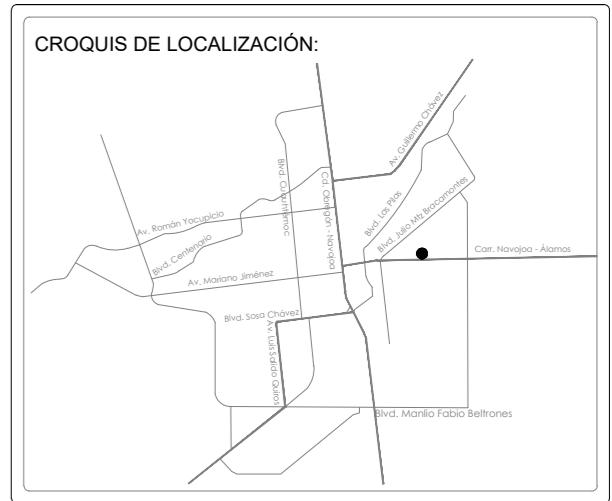 CROQUIS DE LOCALIZACIÓN:
Av. Guillermo Chávez
Blvd. Cuauhtemoc
Cd. Obregón - Navojoa
Blvd. Las Pilas
Blvd. Julio Mtz Bracamontes
Av. Román Yocupicio
Blvd. Centenario
Carr. Navojoa - Álamos
Av. Mariano Jiménez
Blvd. Sosa Chávez
Av. Luis Salido Quiros
Blvd. Manlio Fabio Beltrones